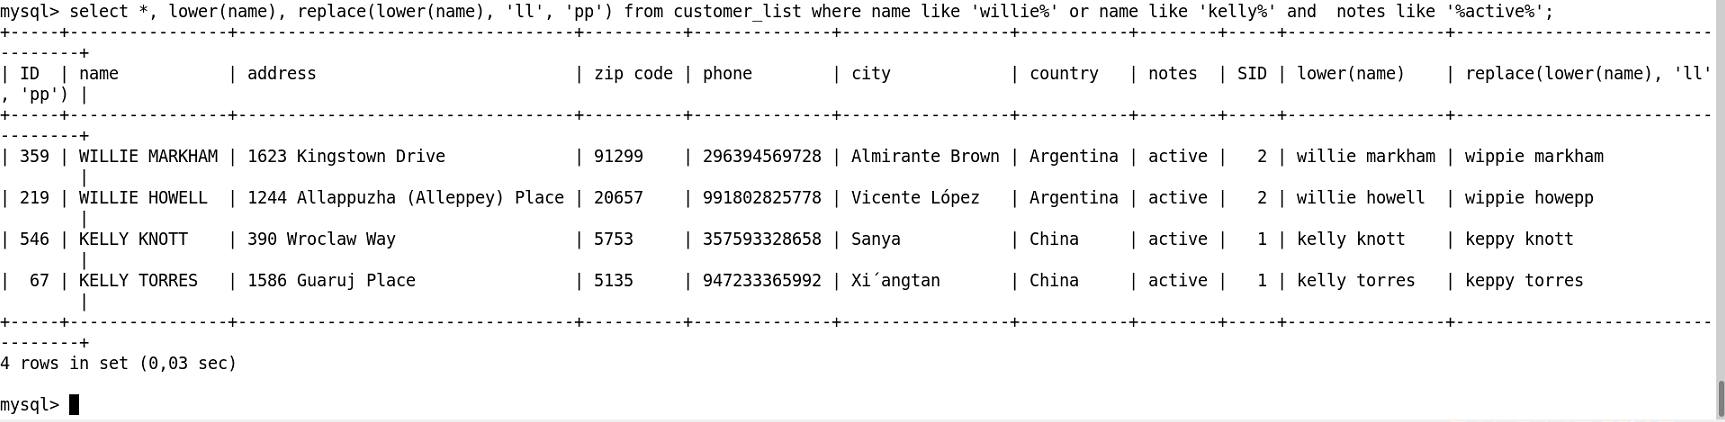 mysql> select *, lower(name), replace(lower(name), 'll', 'pp') from customer_list where name like 'willie%' or name like 'kelly%' and  notes like '%active%';
+-----+----------------+----------------------------------+----------+--------------+-----------------+-----------+--------+-----+----------------+--------------------------
--------+
| ID  | name           | address                          | zip code | phone        | city            | country   | notes  | SID | lower(name)    | replace(lower(name), 'll'
, 'pp') |
+-----+----------------+----------------------------------+----------+--------------+-----------------+-----------+--------+-----+----------------+--------------------------
--------+
| 359 | WILLIE MARKHAM | 1623 Kingstown Drive             | 91299    | 296394569728 | Almirante Brown | Argentina | active |   2 | willie markham | wippie markham
        |
| 219 | WILLIE HOWELL  | 1244 Allappuzha (Alleppey) Place | 20657    | 991802825778 | Vicente López   | Argentina | active |   2 | willie howell  | wippie howepp
        |
| 546 | KELLY KNOTT    | 390 Wroclaw Way                  | 5753     | 357593328658 | Sanya           | China     | active |   1 | kelly knott    | keppy knott
        |
|  67 | KELLY TORRES   | 1586 Guaruj Place                | 5135     | 947233365992 | Xi´angtan       | China     | active |   1 | kelly torres   | keppy torres
        |
+-----+----------------+----------------------------------+----------+--------------+-----------------+-----------+--------+-----+----------------+--------------------------
--------+
4 rows in set (0,03 sec)
mysql>